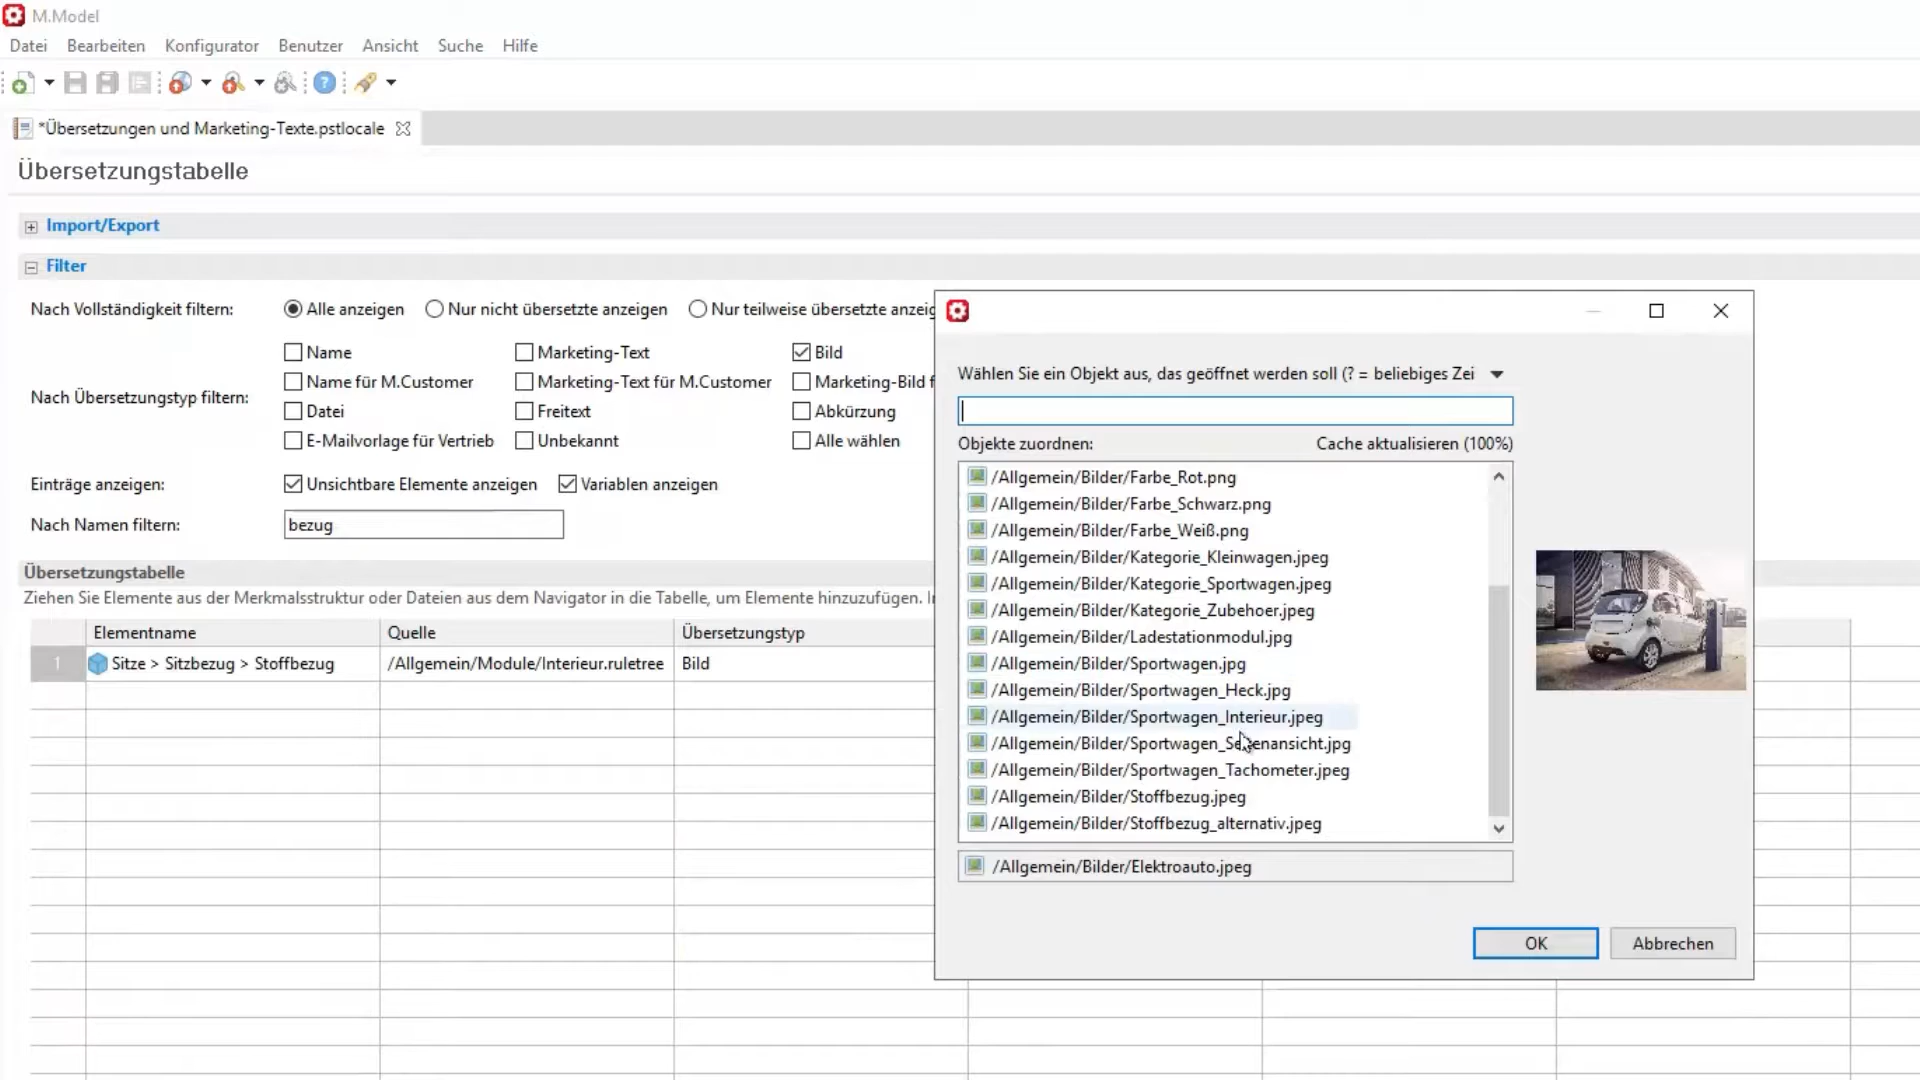 M.Model
Datei Bearbeiten Konfigurator Benutzer Ansicht Suche Hilfe
*Übersetzungen und Marketing-Texte.pstlocale
Übersetzungstabelle
Import/Export
Filter
Nach Vollständigkeit filtern: Alle anzeigen Nur nicht übersetzte anzeigen Nur teilweise übersetzte anzeig
Nach Übersetzungstyp filtern:
Name Marketing-Text Bild
Name für M.Customer Marketing-Text für M.Customer Marketing-Bild f
Datei Freitext Abkürzung
E-Mailvorlage für Vertrieb Unbekannt Alle wählen
Einträge anzeigen: Unsichtbare Elemente anzeigen Variablen anzeigen
Nach Namen filtern: bezug
Übersetzungstabelle
Ziehen Sie Elemente aus der Merkmalsstruktur oder Dateien aus dem Navigator in die Tabelle, um Elemente hinzuzufügen.
Elementname Quelle Übersetzungstyp
1 Sitze > Sitzbezug > Stoffbezug /Allgemein/Module/Interieur.ruletree Bild
Wählen Sie ein Objekt aus, das geöffnet werden soll (? = beliebiges Zei
Objekte zuordnen: Cache aktualisieren (100%)
/Allgemein/Bilder/Farbe_Rot.png
/Allgemein/Bilder/Farbe_Schwarz.png
/Allgemein/Bilder/Farbe_Weiß.png
/Allgemein/Bilder/Kategorie_Kleinwagen.jpeg
/Allgemein/Bilder/Kategorie_Sportwagen.jpeg
/Allgemein/Bilder/Kategorie_Zubehoer.jpeg
/Allgemein/Bilder/Ladestationmodul.jpg
/Allgemein/Bilder/Sportwagen.jpg
/Allgemein/Bilder/Sportwagen_Heck.jpg
/Allgemein/Bilder/Sportwagen_Interieur.jpeg
/Allgemein/Bilder/Sportwagen_Seitenansicht.jpg
/Allgemein/Bilder/Sportwagen_Tachometer.jpeg
/Allgemein/Bilder/Stoffbezug.jpeg
/Allgemein/Bilder/Stoffbezug_alternativ.jpeg
/Allgemein/Bilder/Elektroauto.jpeg
OK Abbrechen